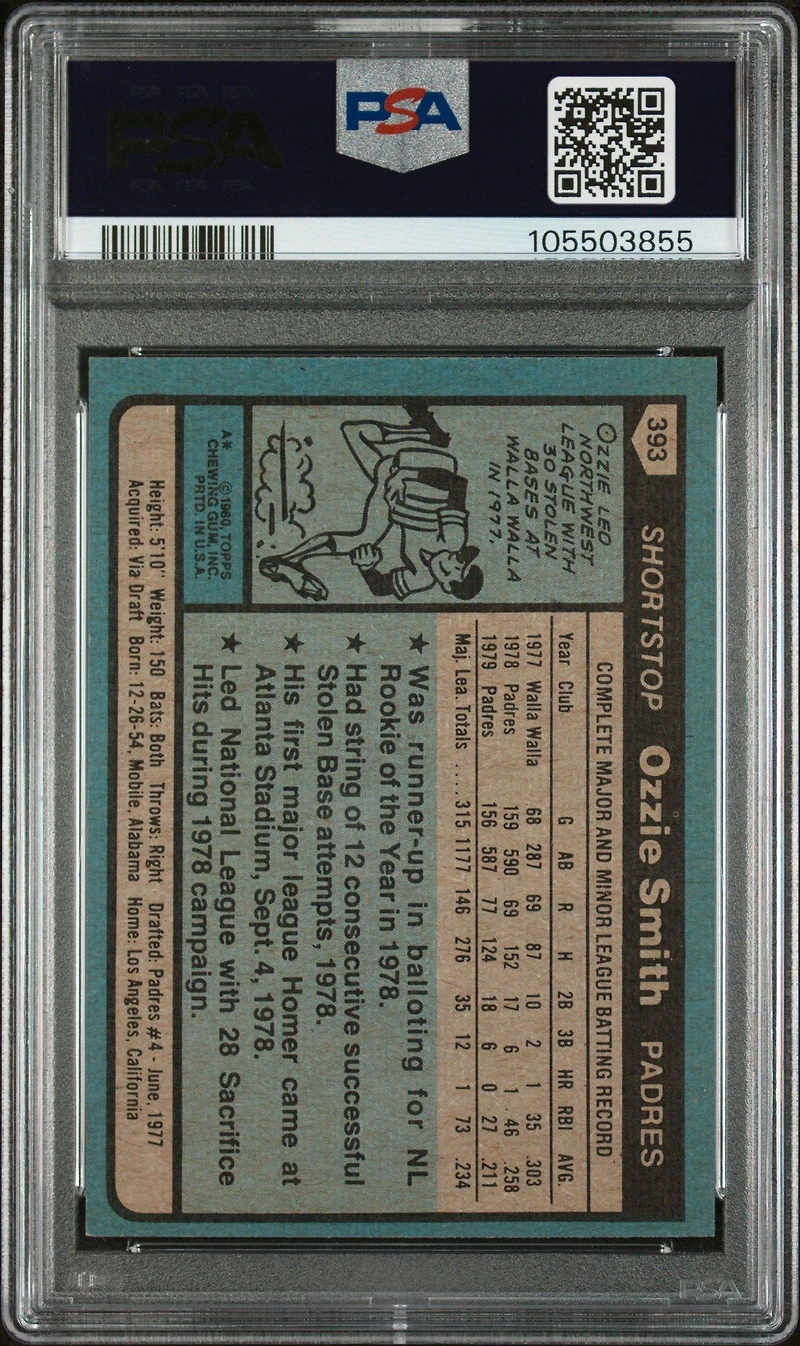 PSA PSA PSA
PSA
PSA PSA PSA
PSA
105503855
393 SHORTSTOP Ozzie Smith PADRES
OZZIE LED
NORTHWEST
LEAGUE WITH
30 STOLEN
BASES AT
WALLA WALLA
IN 1977.
A* ©1980, TOPPS
CHEWING GUM, INC.
PRTD. IN U.S.A.
COMPLETE MAJOR AND MINOR LEAGUE BATTING RECORD
Year Club G AB R H 2B 3B HR RBI AVG.
1977 Walla Walla 68 287 69 87 10 2 1 35 .303
1978 Padres 159 590 69 152 17 6 1 46 .258
1979 Padres 156 587 77 124 18 6 0 27 .211
Maj. Lea. Totals .....315 1177 146 276 35 12 1 73 .234
★ Was runner-up in balloting for NL
Rookie of the Year in 1978.
★ Had string of 12 consecutive successful
Stolen Base attempts, 1978.
★ His first major league Homer came at
Atlanta Stadium, Sept. 4, 1978.
★ Led National League with 28 Sacrifice
Hits during 1978 campaign.
Height: 5'10" Weight: 150 Bats: Both Throws: Right Drafted: Padres #4 - June, 1977
Acquired: Via Draft Born: 12-26-54, Mobile, Alabama Home: Los Angeles, California
PSA